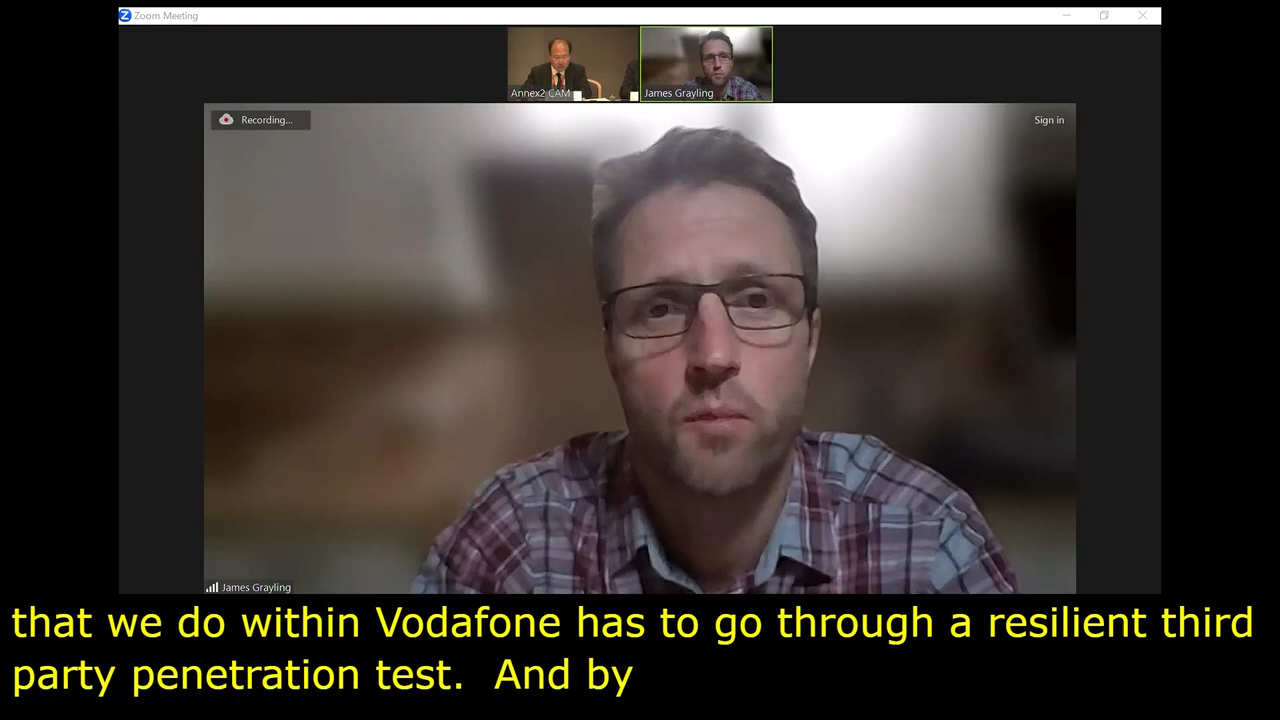 Zoom Meeting
Annex2 CAM
James Grayling
Recording...
Sign in
James Grayling
that we do within Vodafone has to go through a resilient third
party penetration test.  And by